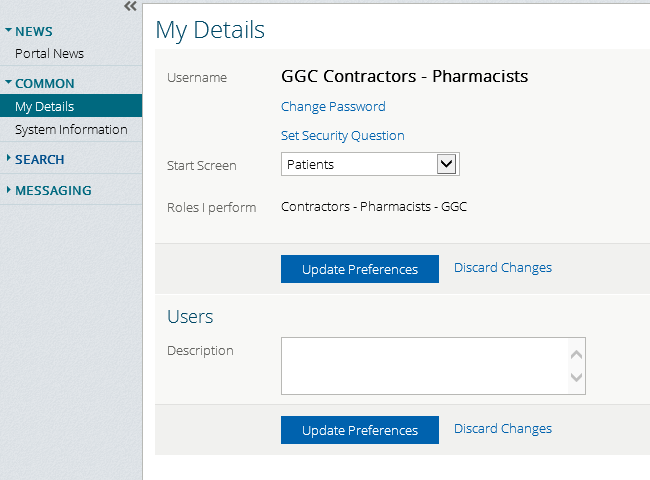 NEWS
Portal News
COMMON
My Details
System Information
SEARCH
MESSAGING
My Details
Username GGC Contractors - Pharmacists
Change Password
Set Security Question
Start Screen Patients
Roles I perform Contractors - Pharmacists - GGC
Update Preferences Discard Changes
Users
Description
Update Preferences Discard Changes